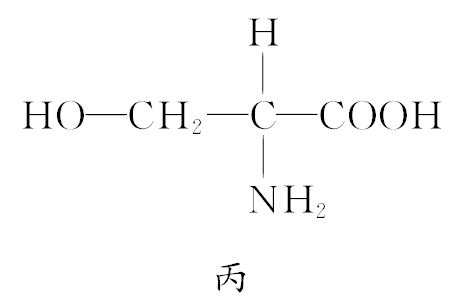 H
HO—CH₂—C—COOH
NH₂
丙